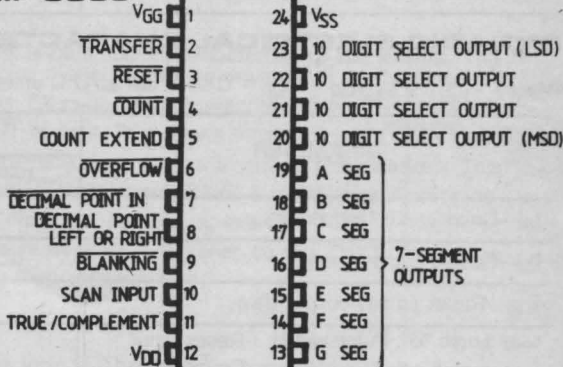 VGG 1
TRANSFER 2
RESET 3
COUNT 4
COUNT EXTEND 5
OVERFLOW 6
DECIMAL POINT IN 7
DECIMAL POINT
LEFT OR RIGHT 8
BLANKING 9
SCAN INPUT 10
TRUE/COMPLEMENT 11
VDD 12
24 VSS
23 10 DIGIT SELECT OUTPUT (LSD)
22 10 DIGIT SELECT OUTPUT
21 10 DIGIT SELECT OUTPUT
20 10 DIGIT SELECT OUTPUT (MSD)
19 A SEG
18 B SEG
17 C SEG
16 D SEG
15 E SEG
14 F SEG
13 G SEG
7-SEGMENT
OUTPUTS